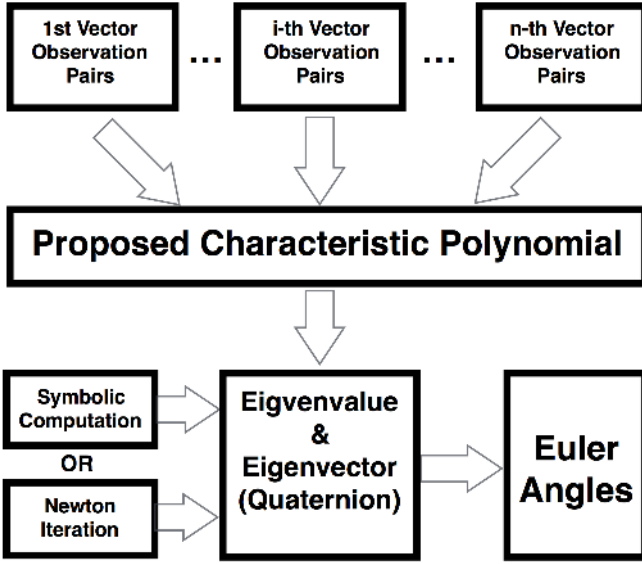 1st Vector
Observation
Pairs
...
i-th Vector
Observation
Pairs
...
n-th Vector
Observation
Pairs
Proposed Characteristic Polynomial
Symbolic
Computation
OR
Newton
Iteration
Eigvenvalue
&
Eigenvector
(Quaternion)
Euler
Angles